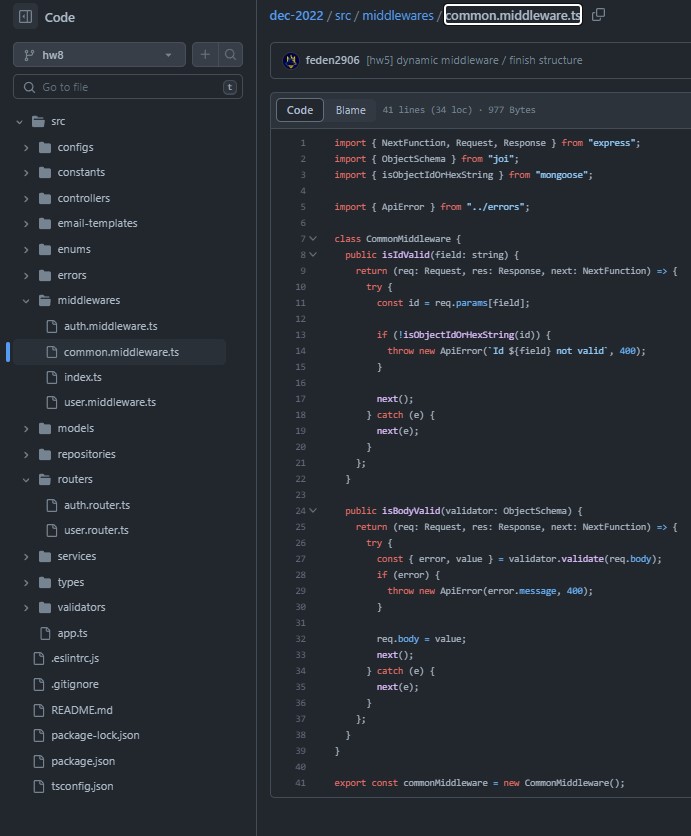 Code
hw8
Go to file
t
src
configs
constants
controllers
email-templates
enums
errors
middlewares
auth.middleware.ts
common.middleware.ts
index.ts
user.middleware.ts
models
repositories
routers
auth.router.ts
user.router.ts
services
types
validators
app.ts
.eslintrc.js
.gitignore
README.md
package-lock.json
package.json
tsconfig.json
dec-2022 / src / middlewares / common.middleware.ts
feden2906 [hw5] dynamic middleware / finish structure
Code Blame 41 lines (34 loc) · 977 Bytes
1 import { NextFunction, Request, Response } from "express";
2 import { ObjectSchema } from "joi";
3 import { isObjectIdOrHexString } from "mongoose";
4
5 import { ApiError } from "../errors";
6
7 class CommonMiddleware {
8 public isIdValid(field: string) {
9 return (req: Request, res: Response, next: NextFunction) => {
10 try {
11 const id = req.params[field];
12
13 if (!isObjectIdOrHexString(id)) {
14 throw new ApiError(`Id ${field} not valid`, 400);
15 }
16
17 next();
18 } catch (e) {
19 next(e);
20 }
21 };
22 }
23
24 public isBodyValid(validator: ObjectSchema) {
25 return (req: Request, res: Response, next: NextFunction) => {
26 try {
27 const { error, value } = validator.validate(req.body);
28 if (error) {
29 throw new ApiError(error.message, 400);
30 }
31
32 req.body = value;
33 next();
34 } catch (e) {
35 next(e);
36 }
37 };
38 }
39 }
40
41 export const commonMiddleware = new CommonMiddleware();